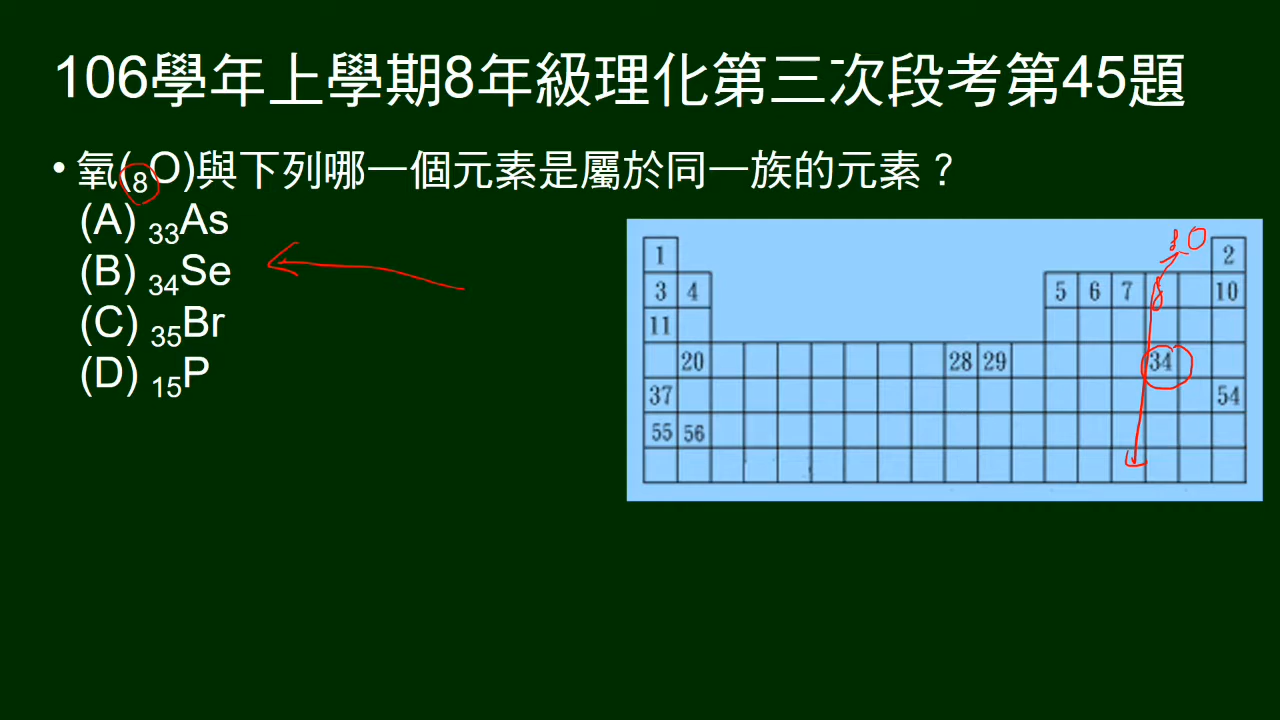 106學年上學期8年級理化第三次段考第45題
• 氧(₈O)與下列哪一個元素是屬於同一族的元素？
(A) ₃₃As
(B) ₃₄Se
(C) ₃₅Br
(D) ₁₅P
8 O
1 2
3 4 5 6 7 8 10
11
20 28 29 34
37 54
55 56